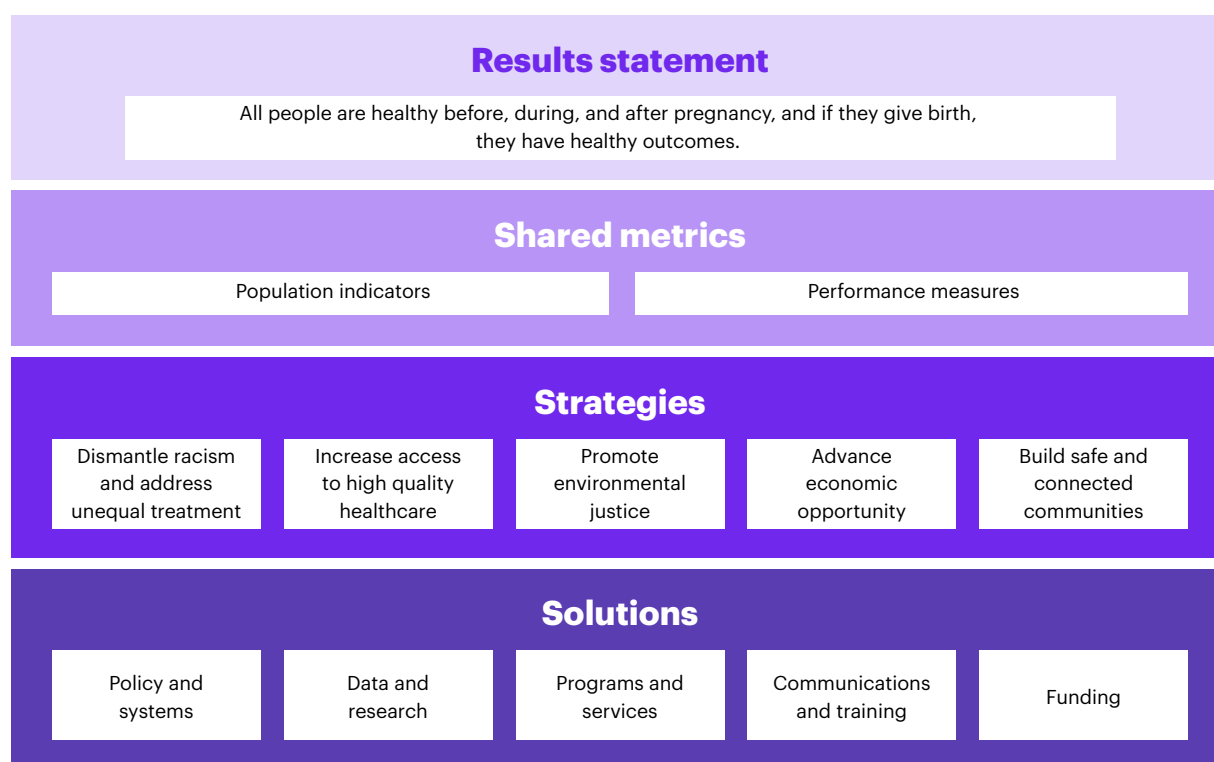 Results statement
All people are healthy before, during, and after pregnancy, and if they give birth,
they have healthy outcomes.
Shared metrics
Population indicators
Performance measures
Strategies
Dismantle racism
and address
unequal treatment
Increase access
to high quality
healthcare
Promote
environmental
justice
Advance
economic
opportunity
Build safe and
connected
communities
Solutions
Policy and
systems
Data and
research
Programs and
services
Communications
and training
Funding